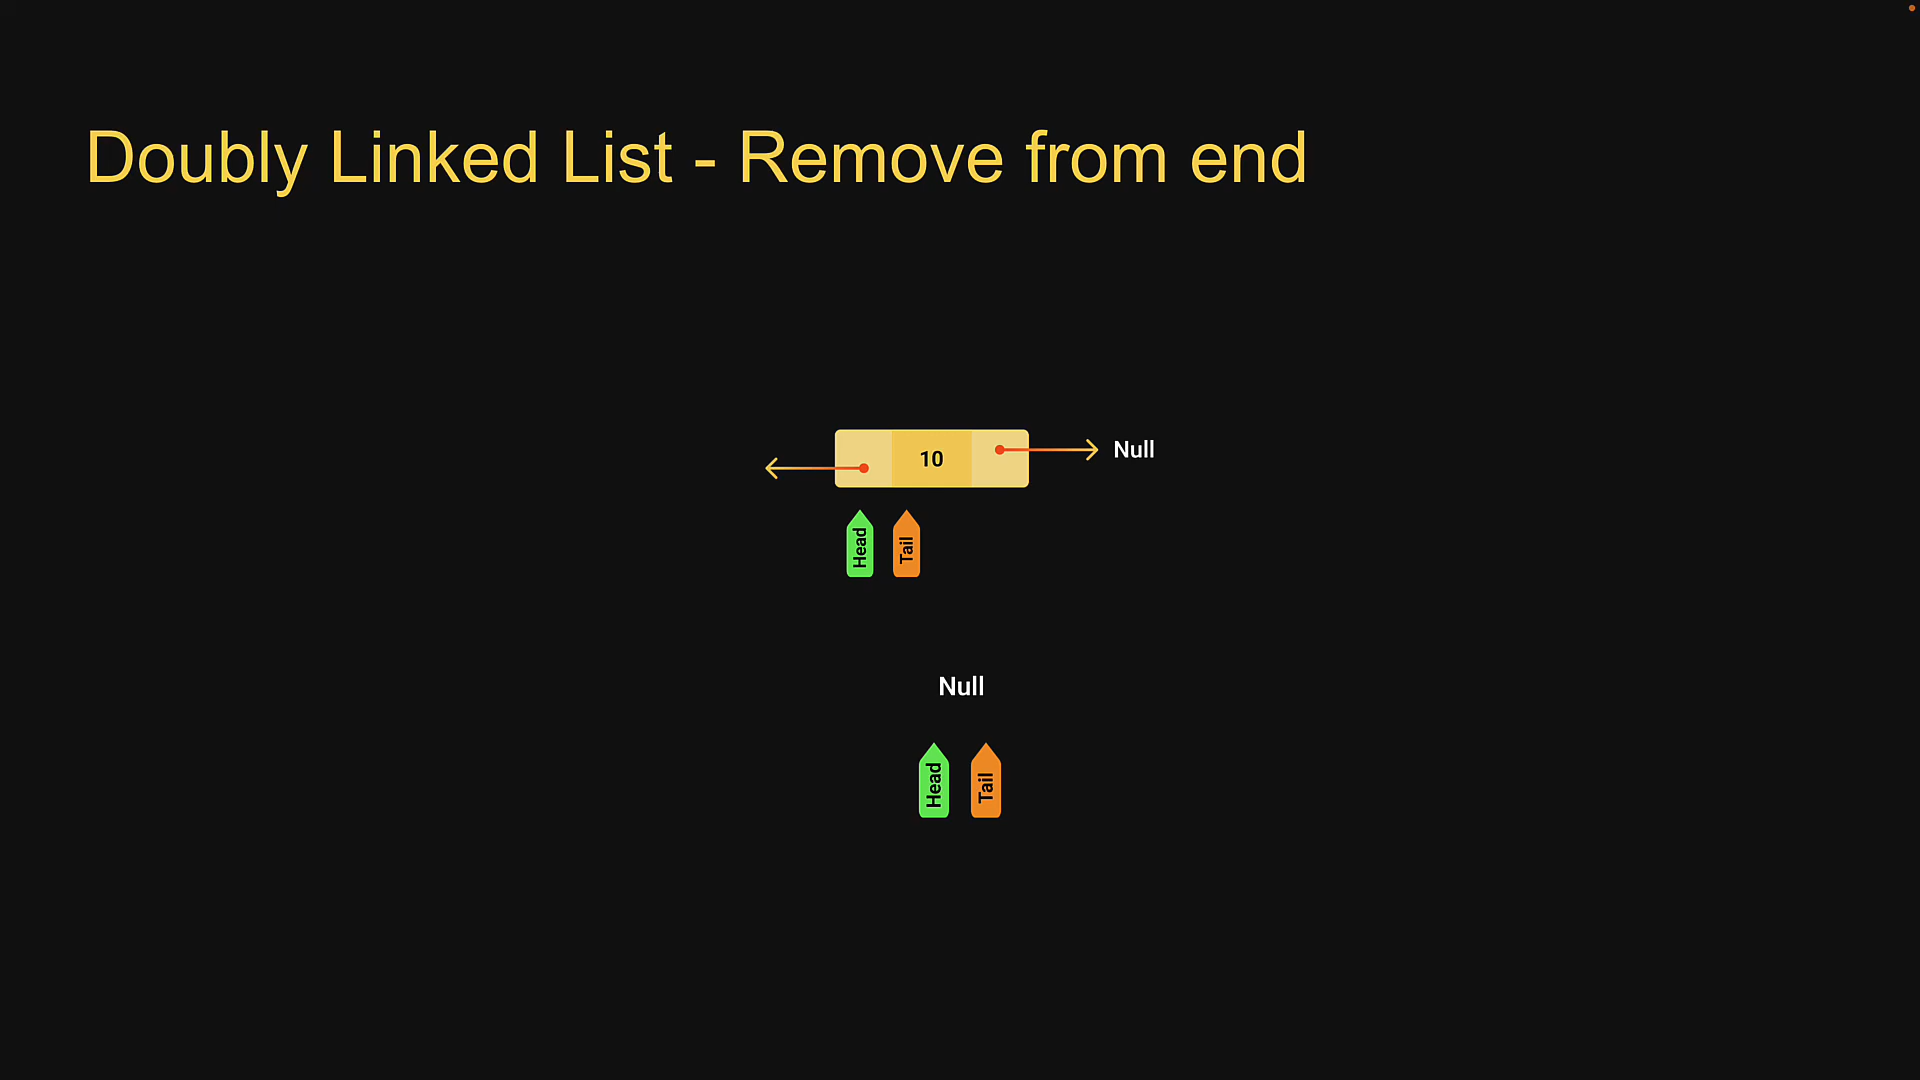 Doubly Linked List - Remove from end
10
Null
Head
Tail
Null
Head
Tail